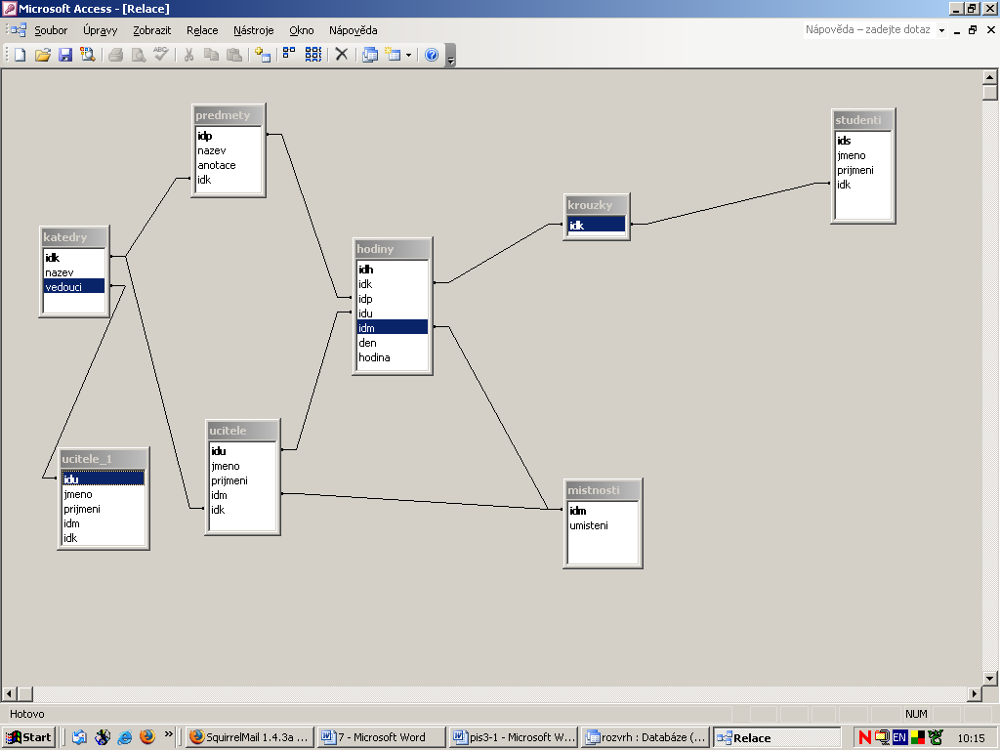 Microsoft Access - [Relace]
Soubor Úpravy Zobrazit Relace Nástroje Okno Nápověda
Nápověda – zadejte dotaz
predmety
idp
nazev
anotace
idk
studenti
ids
jmeno
prijmeni
idk
krouzky
idk
katedry
idk
nazev
vedouci
hodiny
idh
idk
idp
idu
idm
den
hodina
ucitele
idu
jmeno
prijmeni
idm
idk
ucitele_1
idu
jmeno
prijmeni
idm
idk
mistnosti
idm
umisteni
Hotovo
NUM
Start
SquirrelMail 1.4.3a ...
7 - Microsoft Word
pis3-1 - Microsoft W...
rozvrh : Databáze (...
Relace
EN
10:15